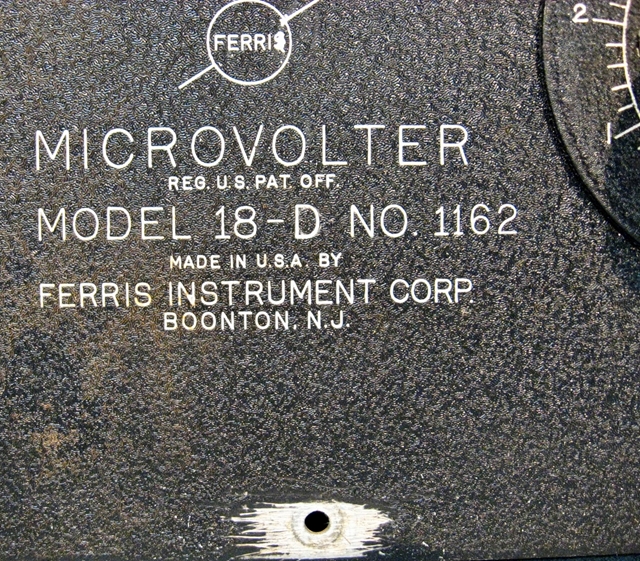 FERRIS
2
1
MICROVOLTER
REG. U.S. PAT. OFF.
MODEL 18-D NO. 1162
MADE IN U.S.A. BY
FERRIS INSTRUMENT CORP.
BOONTON, N.J.